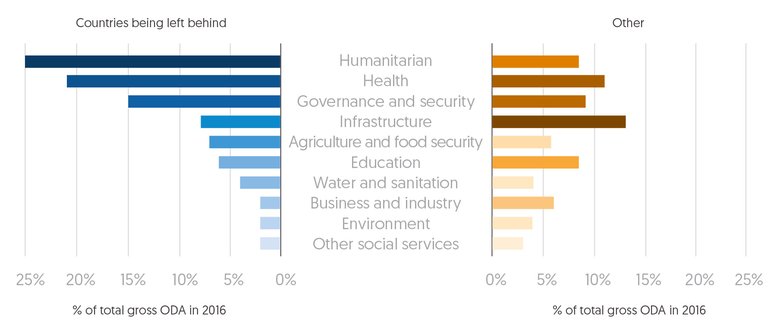 Countries being left behind
Other
Humanitarian
Health
Governance and security
Infrastructure
Agriculture and food security
Education
Water and sanitation
Business and industry
Environment
Other social services
25% 20% 15% 10% 5% 0%
0% 5% 10% 15% 20% 25%
% of total gross ODA in 2016
% of total gross ODA in 2016